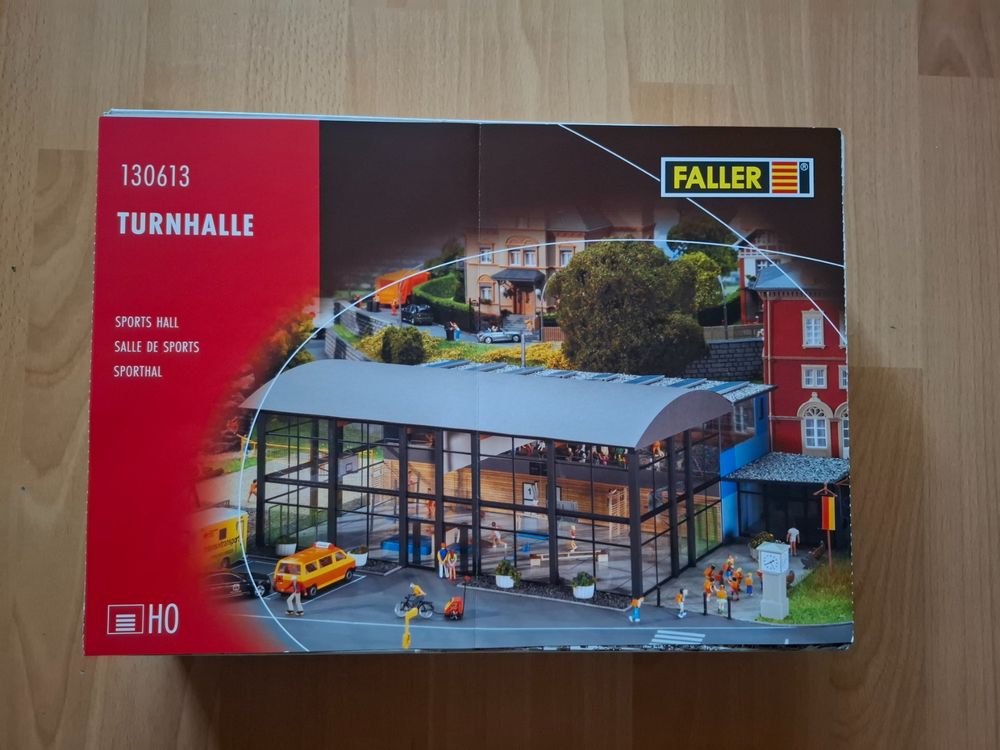 130613
TURNHALLE
SPORTS HALL
SALLE DE SPORTS
SPORTHAL
H0
FALLER
®